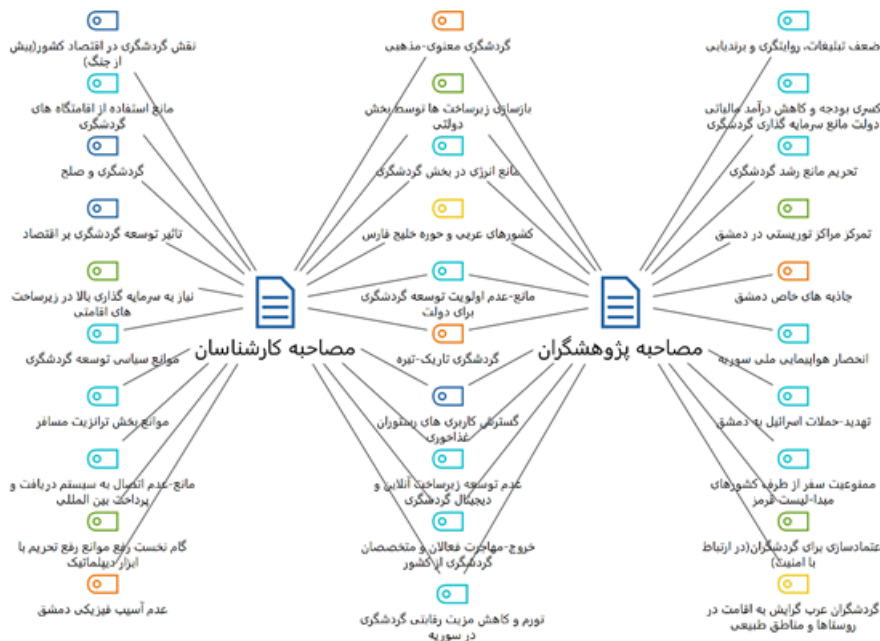 ضعف تبلیغات، روایتگری و برندیابی
کسری بودجه و کاهش درآمد مالیاتی
دولت مانع سرمایه گذاری گردشگری
تحریم مانع رشد گردشگری
تمرکز مراکز توریستی در دمشق
جاذبه های خاص دمشق
انحصار هواپیمایی ملی سوریه
تهدید-حملات اسرائیل به دمشق
ممنوعیت سفر از طرف کشورهای
مبدا-لیست قرمز
عتمادسازی برای گردشگران(در ارتباط
با امنیت)
گردشگران عرب گرایش به اقامت در
روستاها و مناطق طبیعی
مصاحبه پژوهشگران
گردشگری معنوی-مذهبی
بازسازی زیرساخت ها توسط بخش
دولتی
مانع انرژی در بخش گردشگری
کشورهای عربی و حوزه خلیج فارس
مانع-عدم اولویت توسعه گردشگری
برای دولت
گردشگری تاریک-تیره
گسترش کاربری های رستوران
غذاخوری
عدم توسعه زیرساخت آنلاین و
دیجیتال گردشگری
خروج-مهاجرت فعالان و متخصصان
گردشگری از کشور
تورم و کاهش مزیت رقابتی گردشگری
در سوریه
مصاحبه کارشناسان
نقش گردشگری در اقتصاد کشور(پیش
از جنگ)
مانع استفاده از اقامتگاه های
گردشگری
گردشگری و صلح
تاثیر توسعه گردشگری بر اقتصاد
نیاز به سرمایه گذاری بالا در زیرساخت
های اقامتی
موانع سیاسی توسعه گردشگری
موانع بخش ترانزیت مسافر
مانع-عدم اتصال به سیستم دریافت و
پرداخت بین المللی
گام نخست رفع موانع رفع تحریم با
ابزار دیپلماتیک
عدم آسیب فیزیکی دمشق